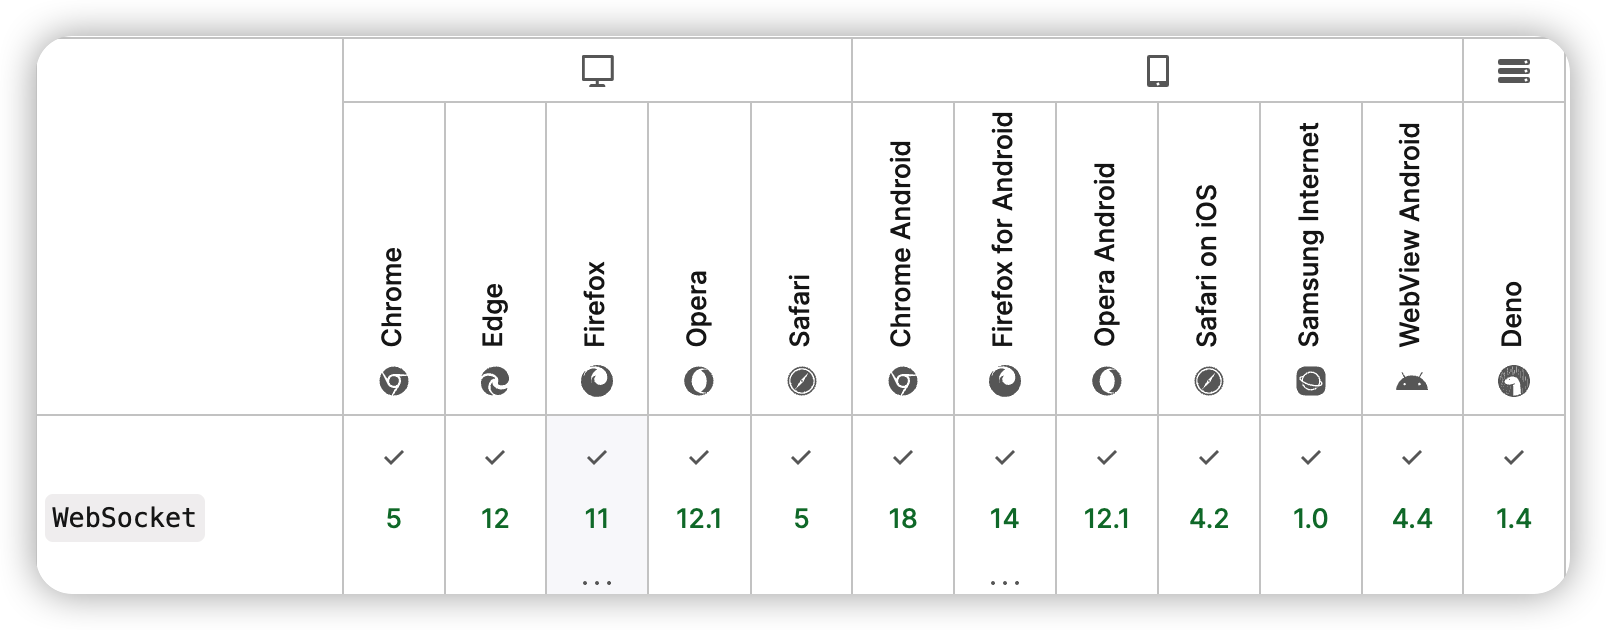 Chrome
Edge
Firefox
Opera
Safari
Chrome Android
Firefox for Android
Opera Android
Safari on iOS
Samsung Internet
WebView Android
Deno
WebSocket
5
12
11
12.1
5
18
14
12.1
4.2
1.0
4.4
1.4
...
...